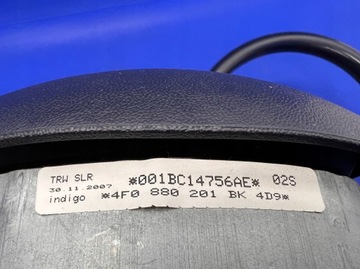 TRW SLR *001BC14756AE* 02S
30.11.2007
indigo *4F0 880 201 BK 4D9*